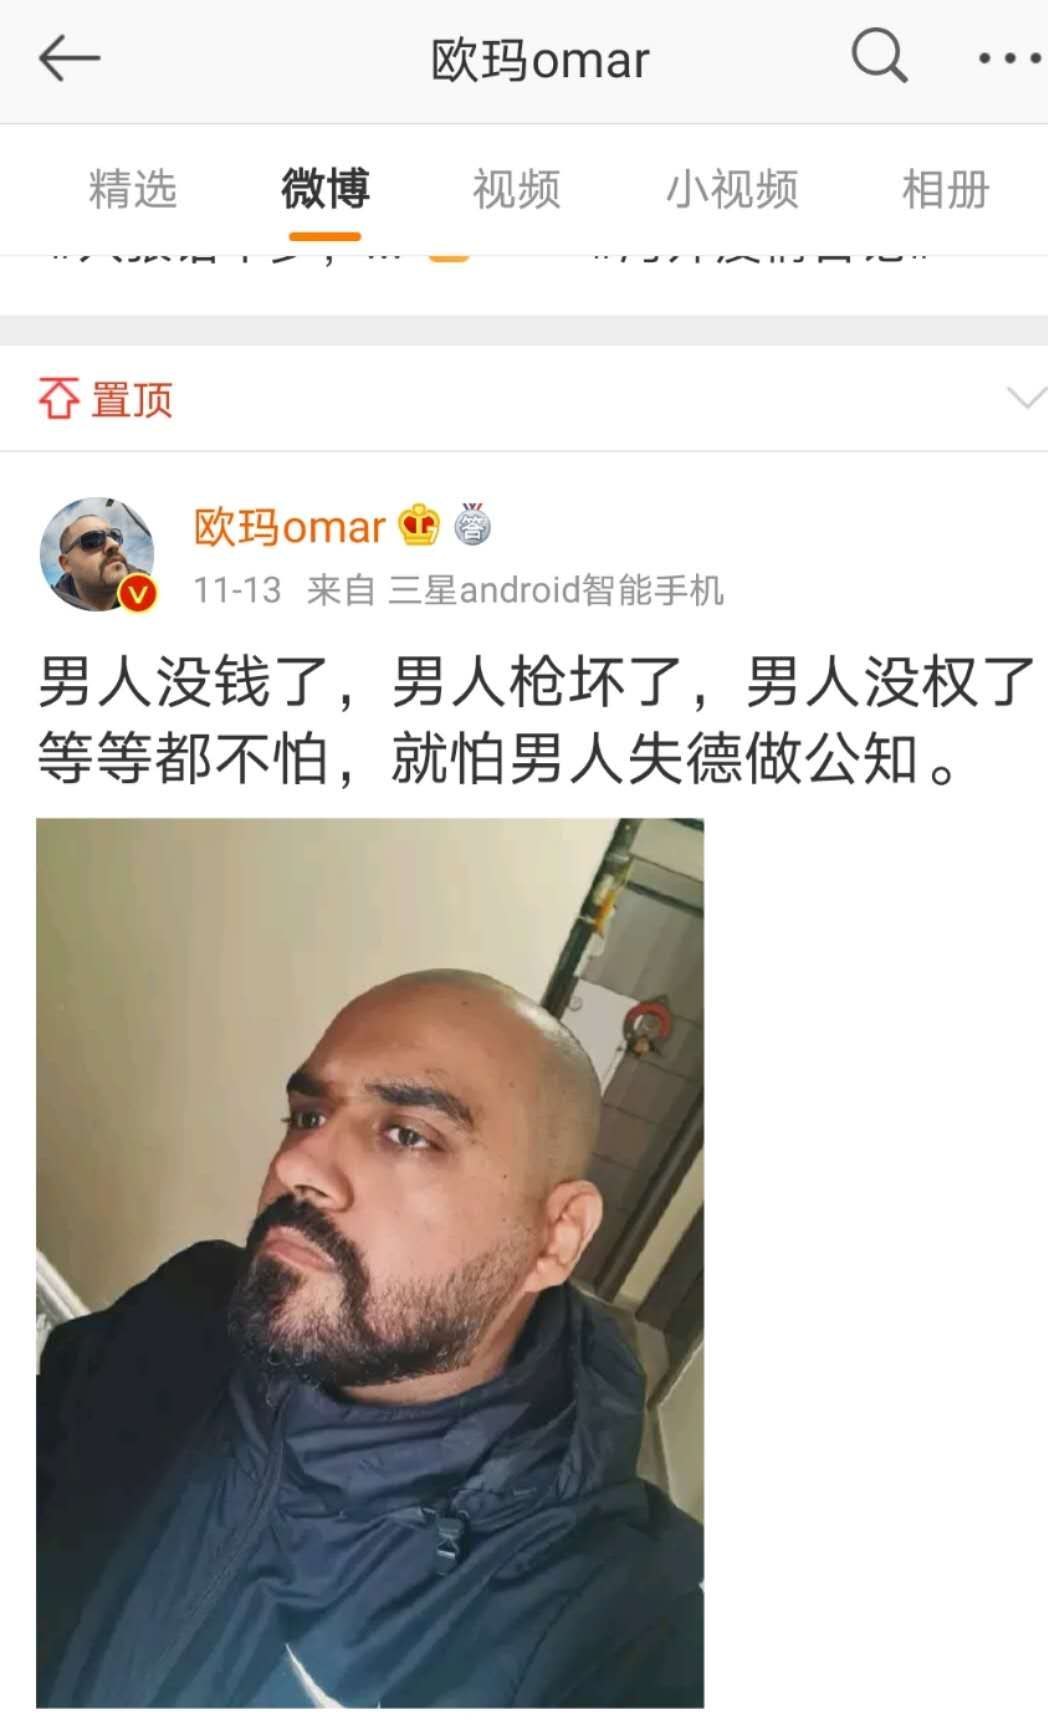 欧玛omar
精选 微博 视频 小视频 相册
置顶
欧玛omar
11-13 来自 三星android智能手机
男人没钱了，男人枪坏了，男人没权了
等等都不怕，就怕男人失德做公知。